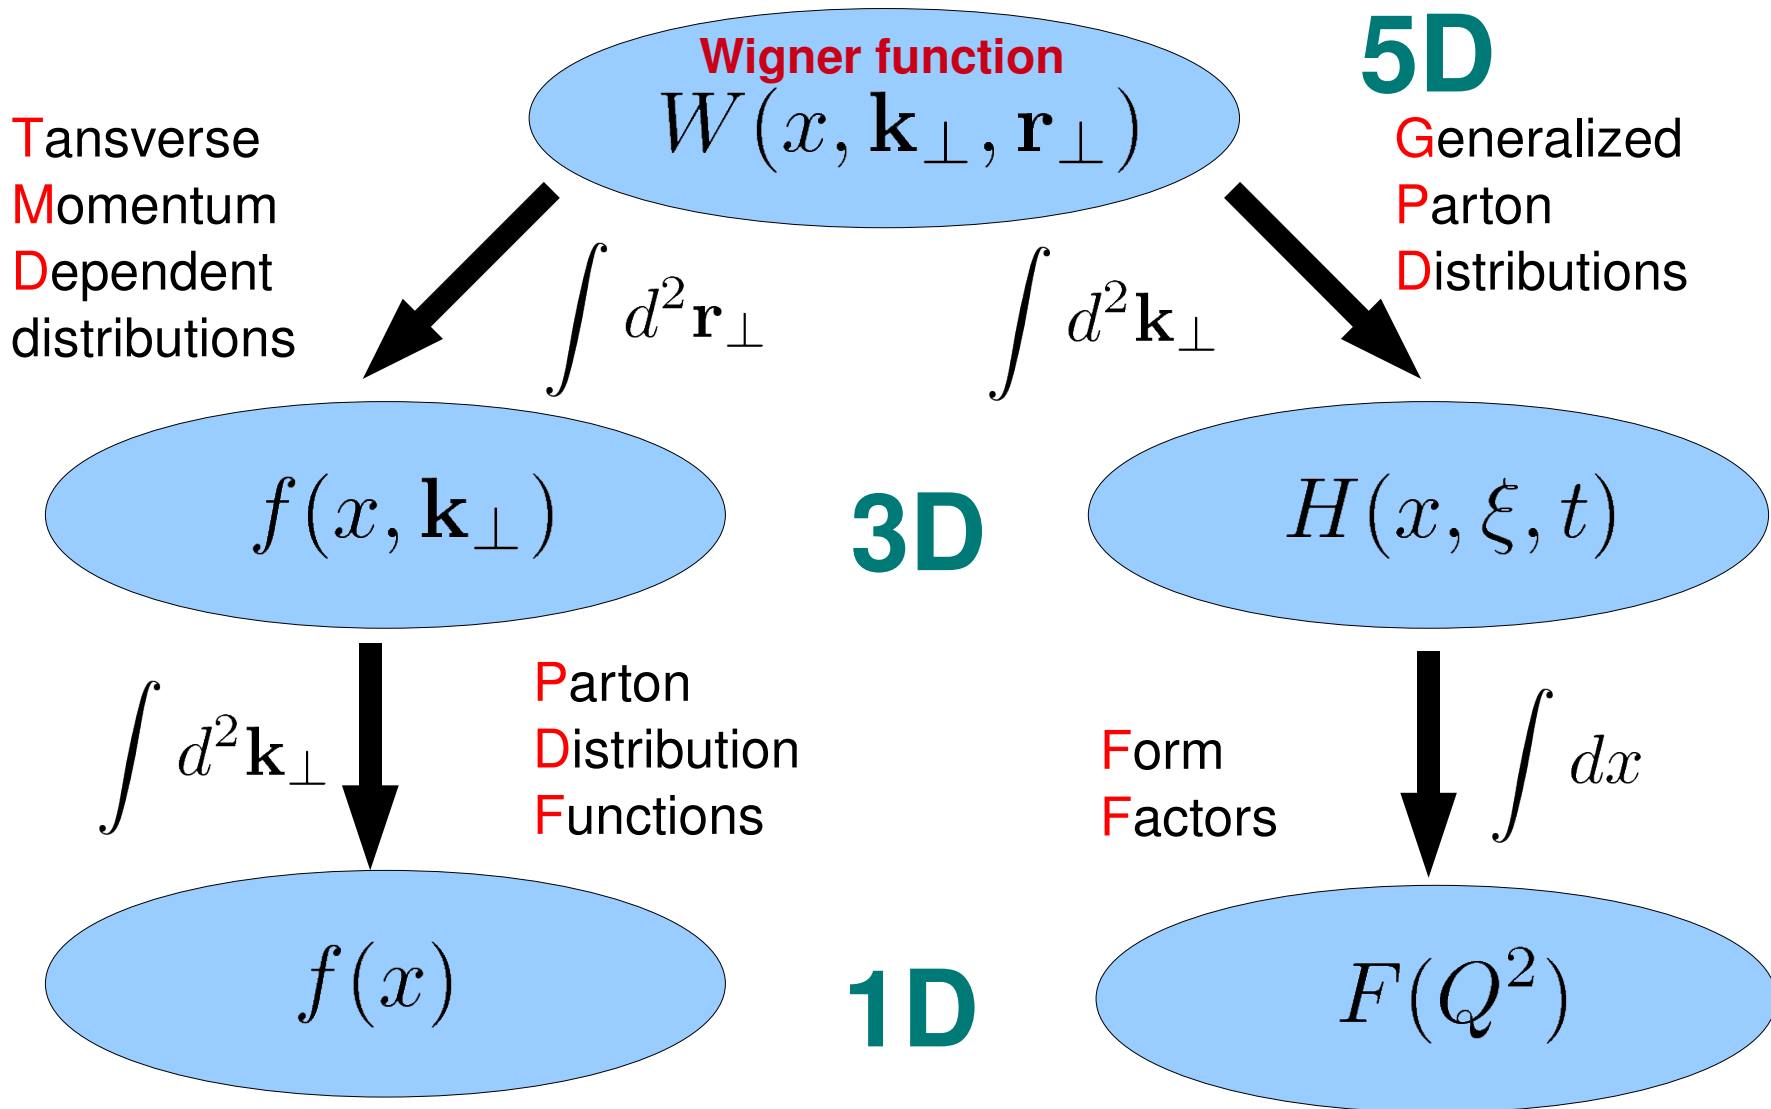 Wigner function
W(x, k⊥, r⊥)
5D
Tansverse
Momentum
Dependent
distributions
Generalized
Parton
Distributions
∫ d²r⊥
∫ d²k⊥
f(x, k⊥)
3D
H(x, ξ, t)
∫ d²k⊥
Parton
Distribution
Functions
Form
Factors
∫ dx
f(x)
1D
F(Q²)